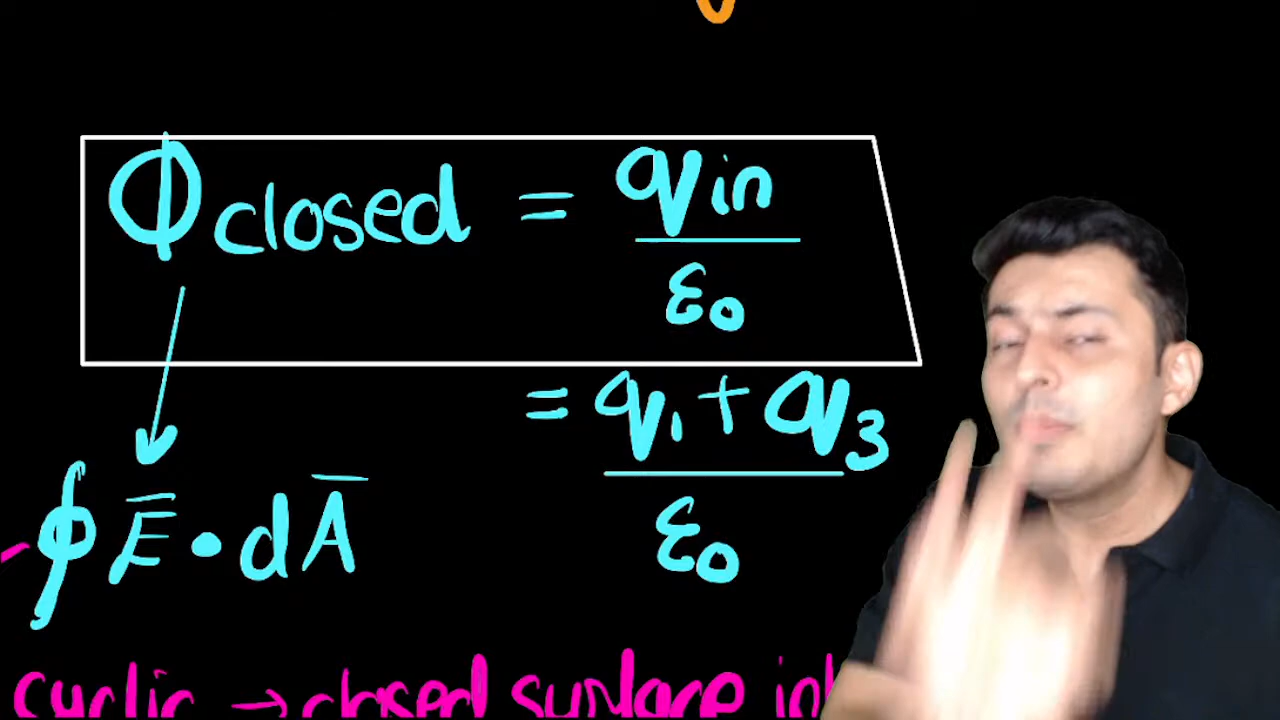 Φclosed = qin / ε0
= q1 + q3 / ε0
∮ E̅ • dA̅
cyclic → closed surface